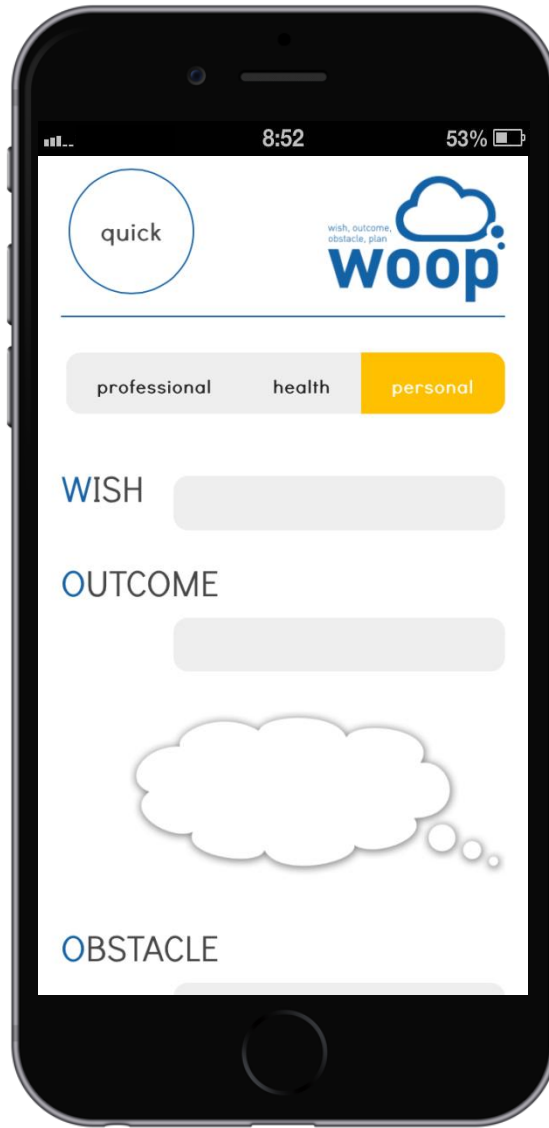 8:52
53%
quick
wish, outcome,
obstacle, plan
woop
professional health personal
WISH
OUTCOME
OBSTACLE